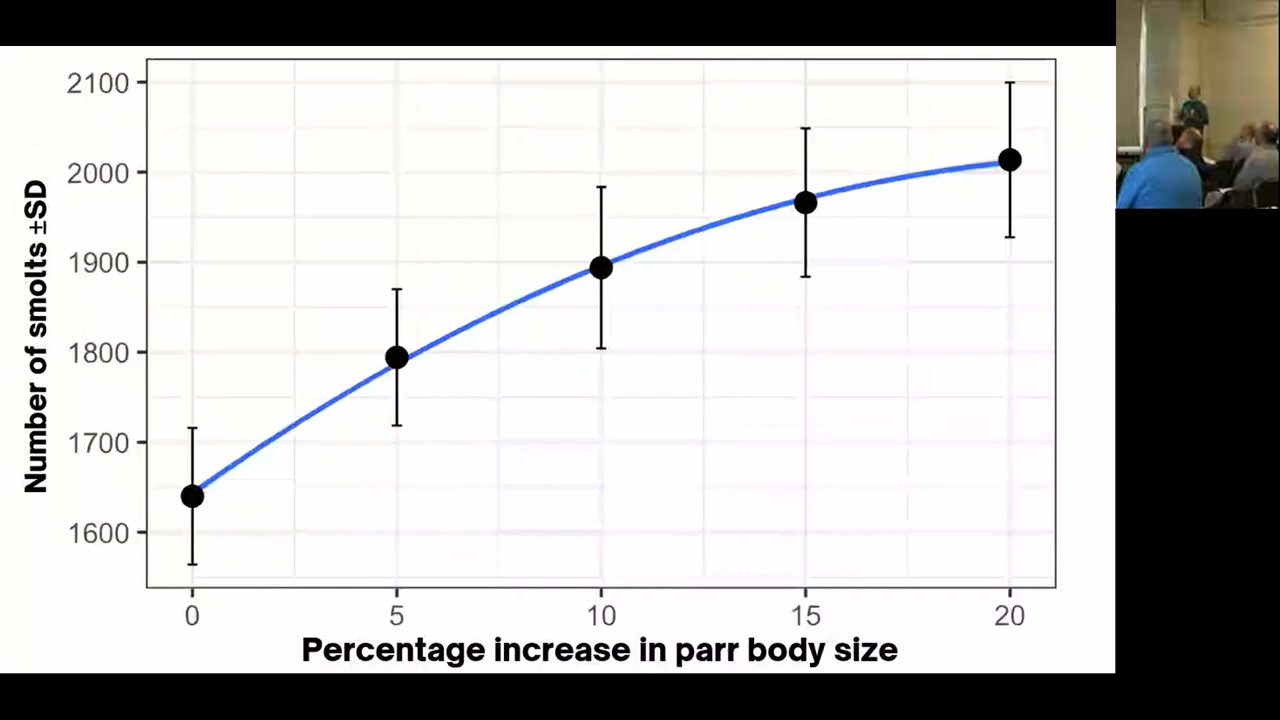 2100
2000
1900
1800
1700
1600
Number of smolts ±SD
0 5 10 15 20
Percentage increase in parr body size